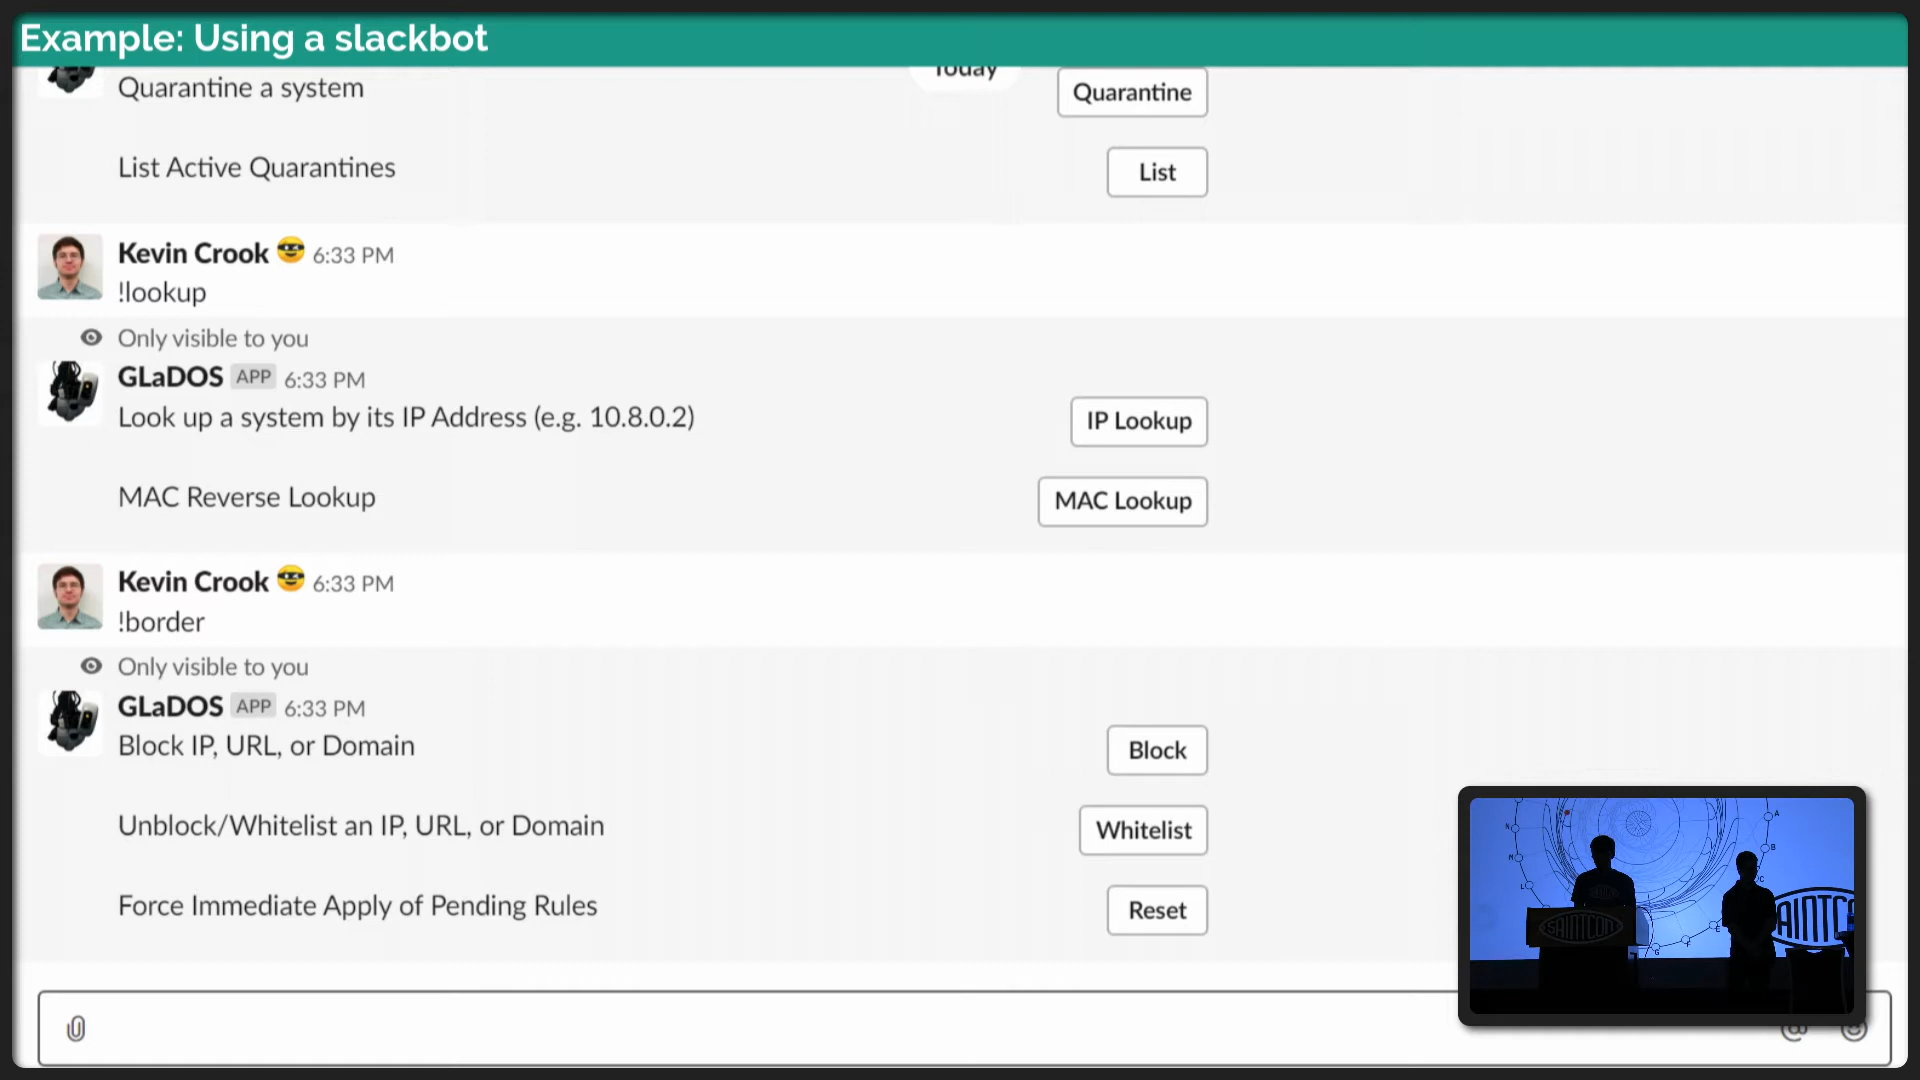 Example: Using a slackbot
Today
Quarantine a system
Quarantine
List Active Quarantines
List
Kevin Crook 6:33 PM
!lookup
Only visible to you
GLaDOS APP 6:33 PM
Look up a system by its IP Address (e.g. 10.8.0.2)
IP Lookup
MAC Reverse Lookup
MAC Lookup
Kevin Crook 6:33 PM
!border
Only visible to you
GLaDOS APP 6:33 PM
Block IP, URL, or Domain
Block
Unblock/Whitelist an IP, URL, or Domain
Whitelist
Force Immediate Apply of Pending Rules
Reset
N
A
M
B
L
C
SAINTCON
E
F
G
AINTC